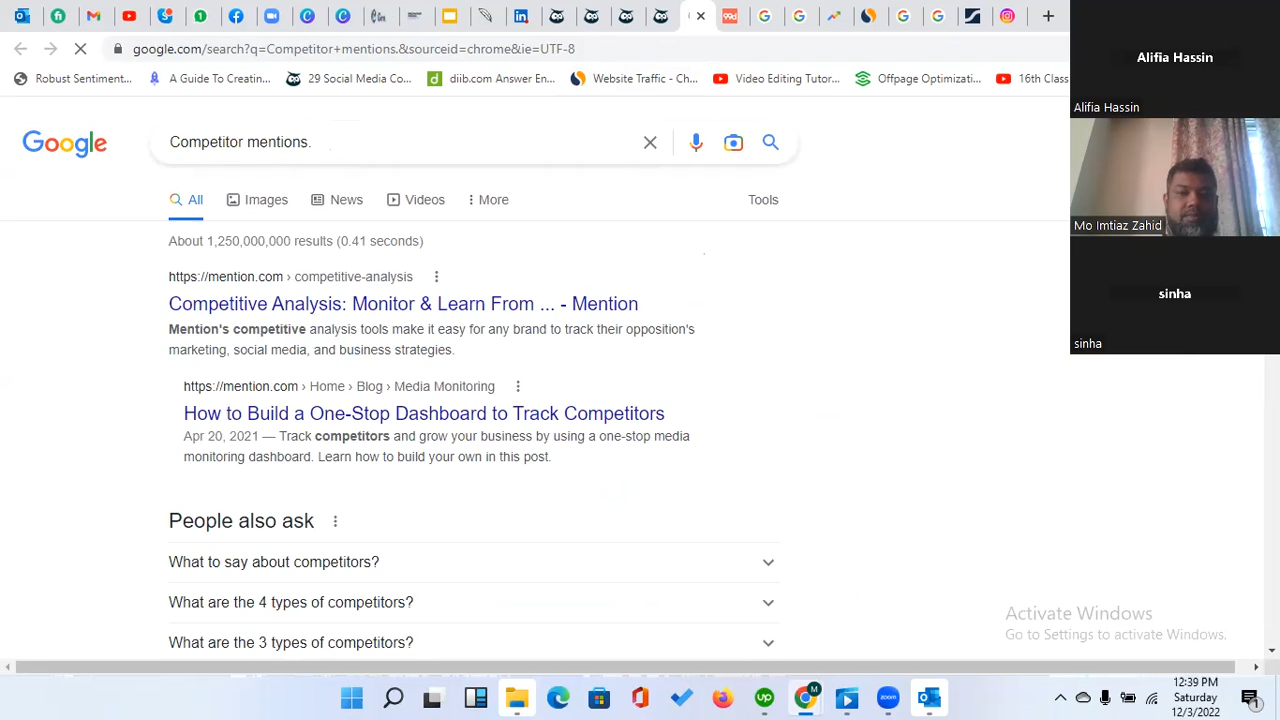 google.com/search?q=Competitor+mentions.&sourceid=chrome&ie=UTF-8
Robust Sentiment...
A Guide To Creatin...
29 Social Media Co...
diib.com Answer En...
Website Traffic - Ch...
Video Editing Tutor...
Offpage Optimizati...
16th Class
Google
Competitor mentions.
All
Images
News
Videos
More
Tools
About 1,250,000,000 results (0.41 seconds)
https://mention.com › competitive-analysis
Competitive Analysis: Monitor & Learn From ... - Mention
Mention's competitive analysis tools make it easy for any brand to track their opposition's
marketing, social media, and business strategies.
https://mention.com › Home › Blog › Media Monitoring
How to Build a One-Stop Dashboard to Track Competitors
Apr 20, 2021 — Track competitors and grow your business by using a one-stop media
monitoring dashboard. Learn how to build your own in this post.
People also ask
What to say about competitors?
What are the 4 types of competitors?
What are the 3 types of competitors?
Alifia Hassin
Alifia Hassin
Mo Imtiaz Zahid
sinha
sinha
Activate Windows
Go to Settings to activate Windows.
12:39 PM
Saturday
12/3/2022